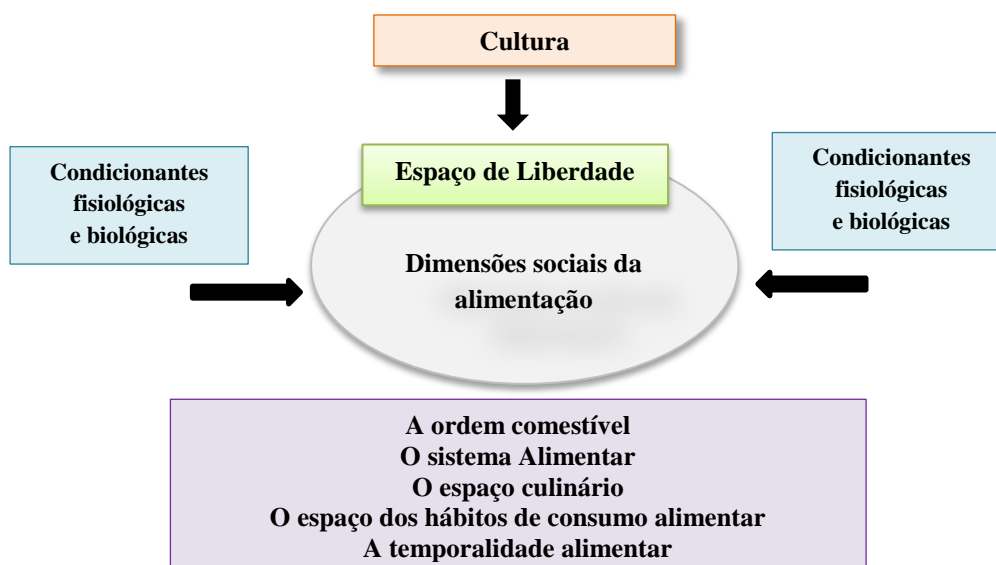 Cultura
Condicionantes
fisiológicas
e biológicas
Espaço de Liberdade
Condicionantes
fisiológicas
e biológicas
Dimensões sociais da
alimentação
A ordem comestível
O sistema Alimentar
O espaço culinário
O espaço dos hábitos de consumo alimentar
A temporalidade alimentar